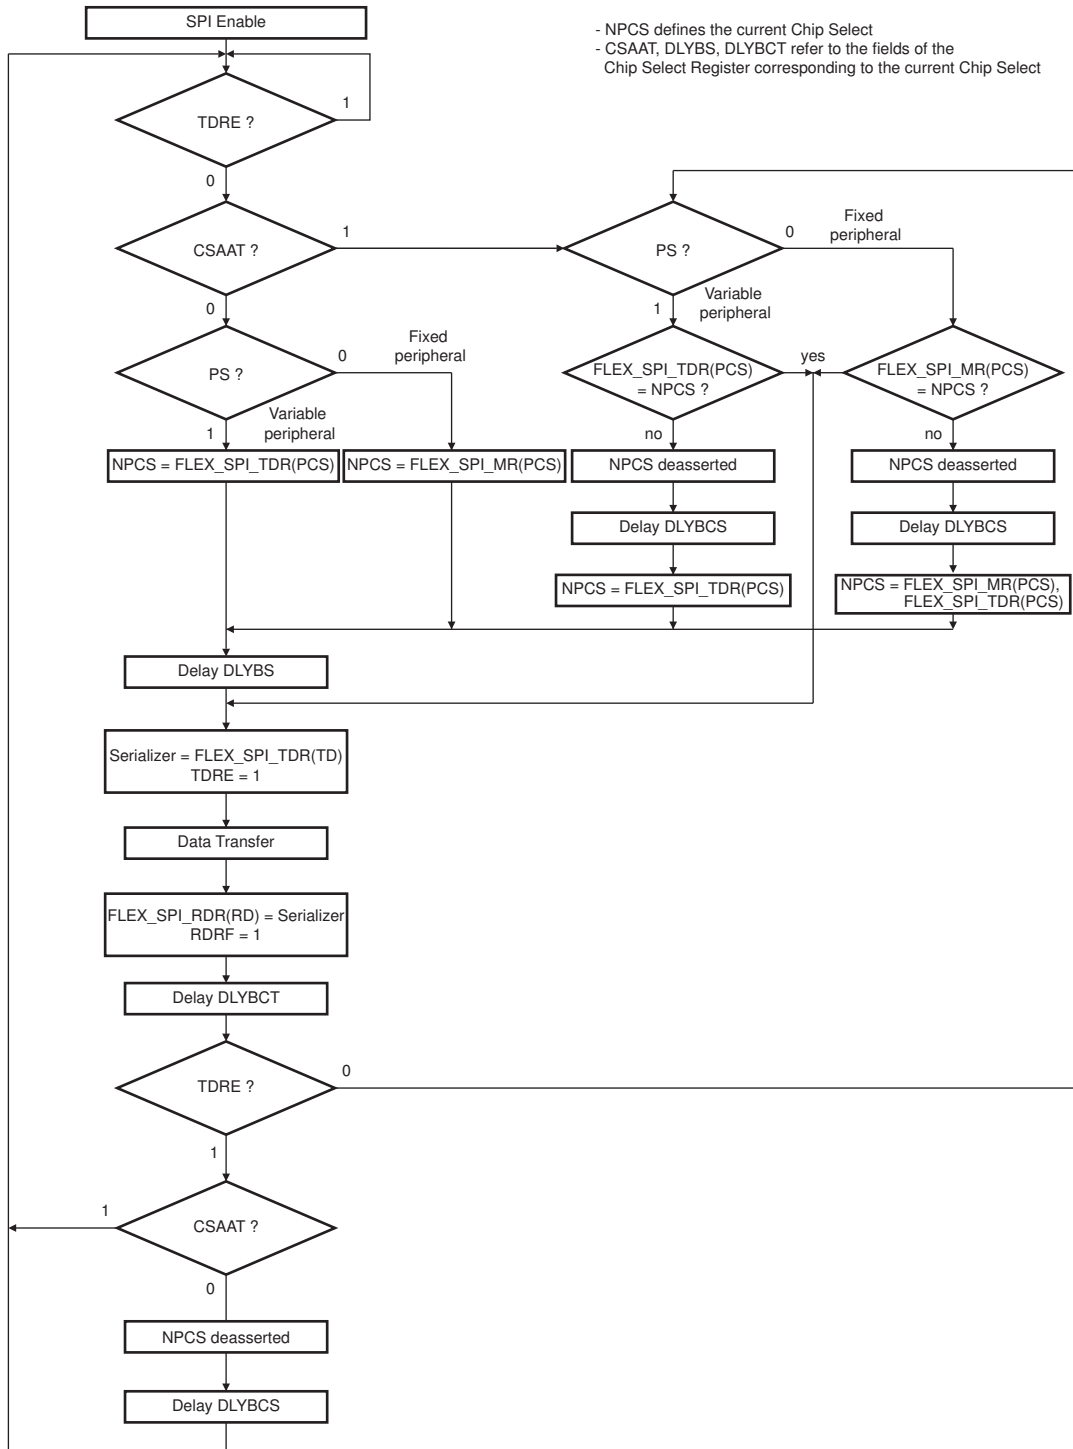 SPI Enable
- NPCS defines the current Chip Select
- CSAAT, DLYBS, DLYBCT refer to the fields of the
Chip Select Register corresponding to the current Chip Select
TDRE ?
1
0
CSAAT ?
1
0
PS ?
0
Fixed
peripheral
1
Variable
peripheral
PS ?
0
Fixed
peripheral
1
Variable
peripheral
FLEX_SPI_TDR(PCS)
= NPCS ?
yes
FLEX_SPI_MR(PCS)
= NPCS ?
no
no
NPCS = FLEX_SPI_TDR(PCS)
NPCS = FLEX_SPI_MR(PCS)
NPCS deasserted
NPCS deasserted
Delay DLYBCS
Delay DLYBCS
NPCS = FLEX_SPI_TDR(PCS)
NPCS = FLEX_SPI_MR(PCS),
FLEX_SPI_TDR(PCS)
Delay DLYBS
Serializer = FLEX_SPI_TDR(TD)
TDRE = 1
Data Transfer
FLEX_SPI_RDR(RD) = Serializer
RDRF = 1
Delay DLYBCT
TDRE ?
0
1
CSAAT ?
1
0
NPCS deasserted
Delay DLYBCS